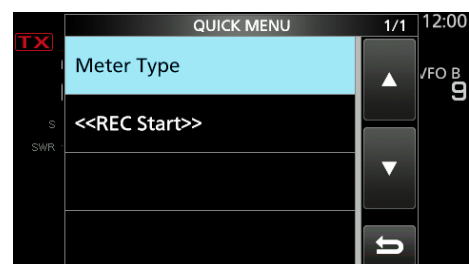 QUICK MENU 1/1 12:00
TX
Meter Type
VFO B
9
<<REC Start>>
S
SWR